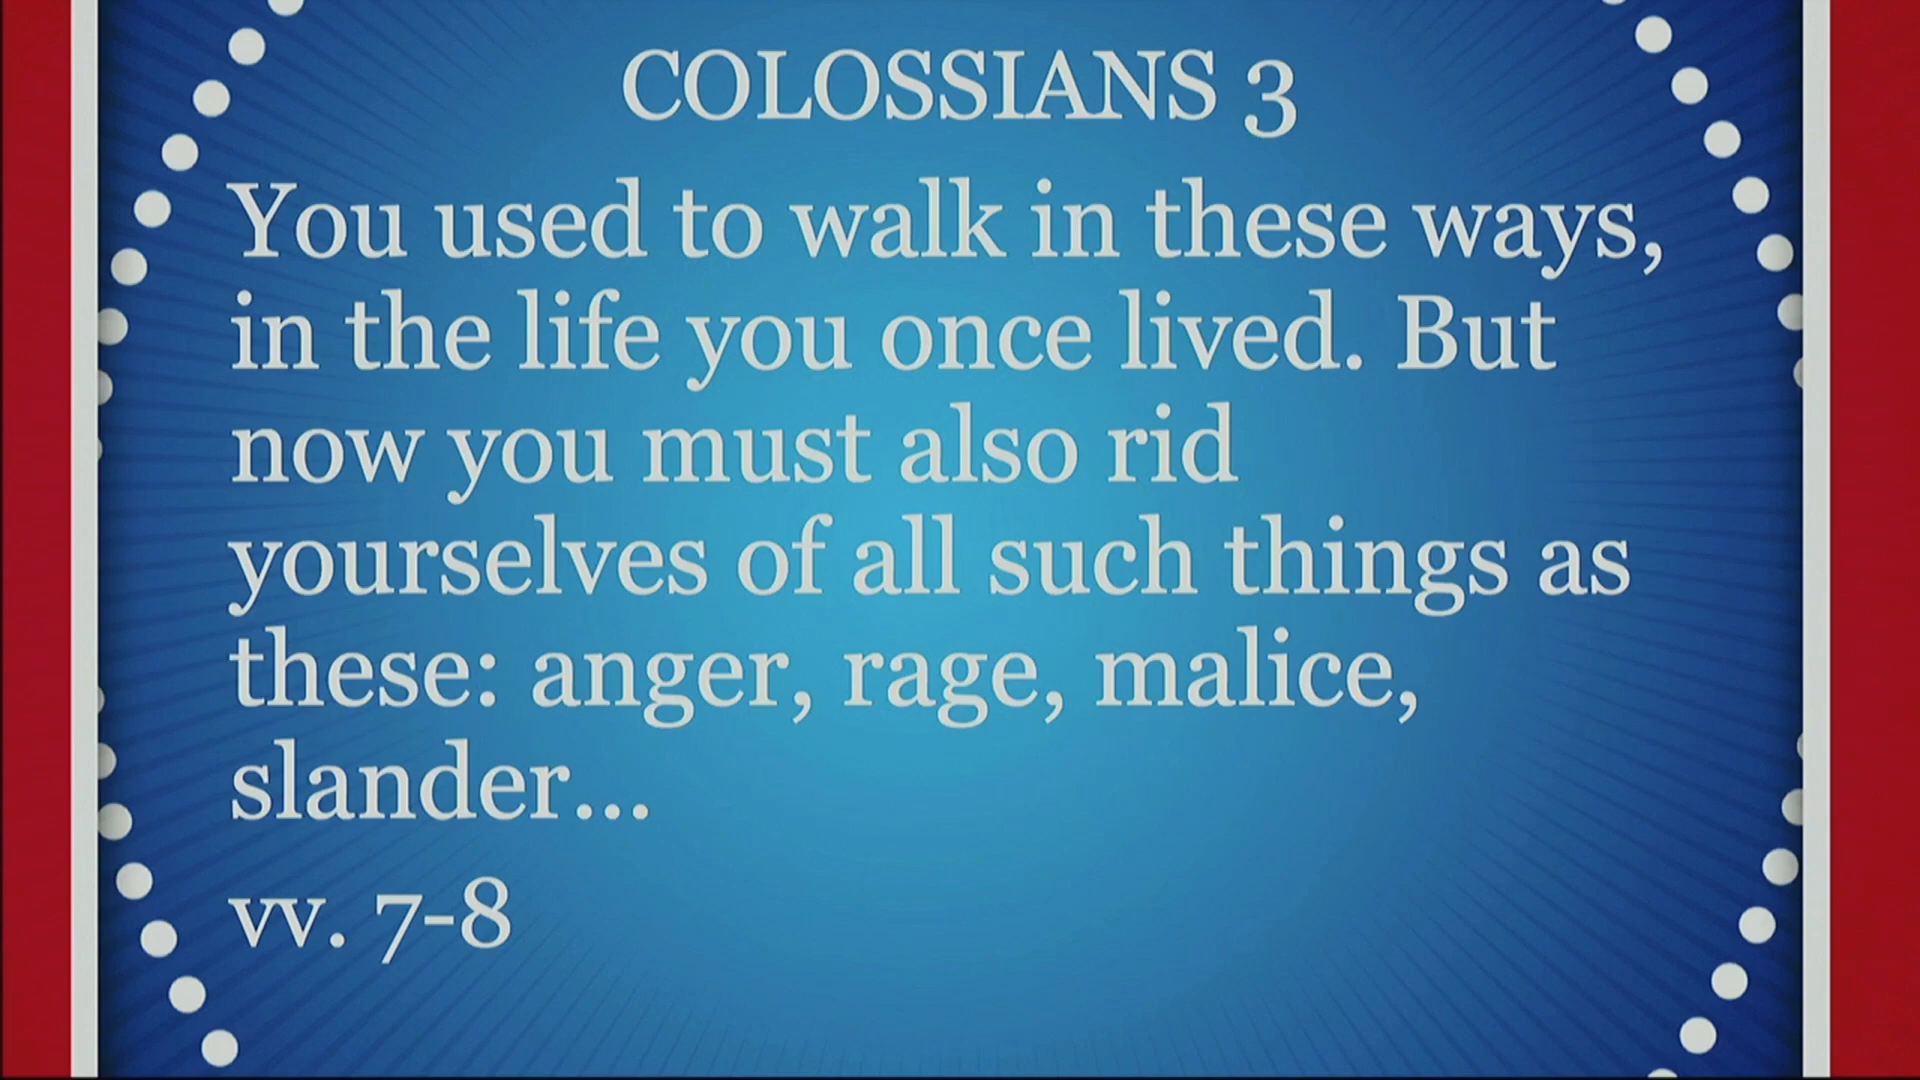 COLOSSIANS 3
You used to walk in these ways,
in the life you once lived. But
now you must also rid
yourselves of all such things as
these: anger, rage, malice,
slander...
vv. 7-8